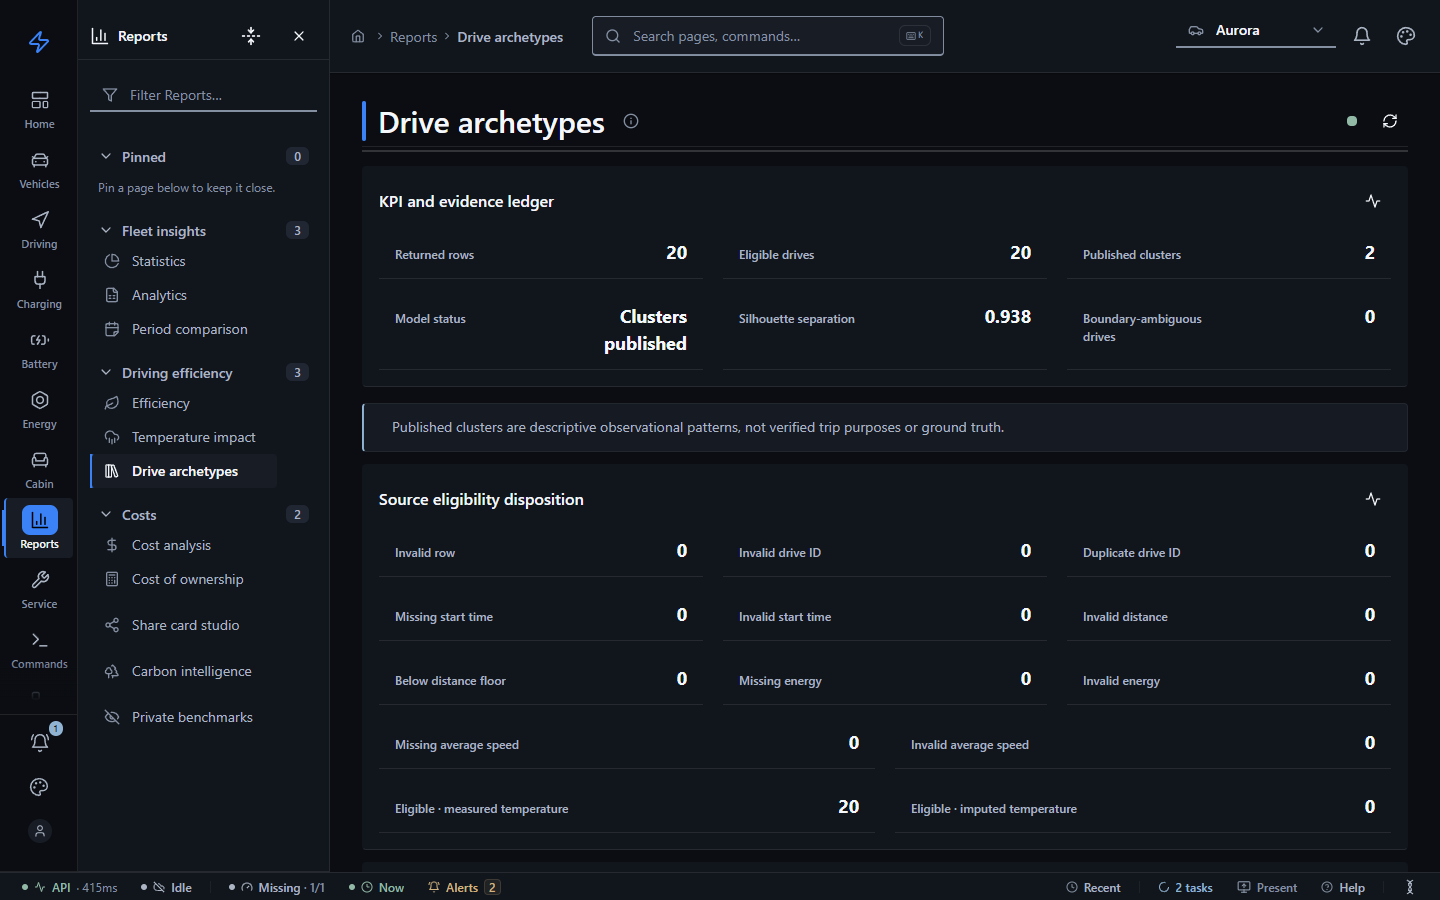 Reports
Reports
Drive archetypes
Search pages, commands...
K
Aurora
Home
Vehicles
Driving
Charging
Battery
Energy
Cabin
Reports
Service
Commands
1
Filter Reports...
Pinned
0
Pin a page below to keep it close.
Fleet insights
3
Statistics
Analytics
Period comparison
Driving efficiency
3
Efficiency
Temperature impact
Drive archetypes
Costs
2
Cost analysis
Cost of ownership
Share card studio
Carbon intelligence
Private benchmarks
Drive archetypes
KPI and evidence ledger
Returned rows
20
Eligible drives
20
Published clusters
2
Model status
Clusters
published
Silhouette separation
0.938
Boundary-ambiguous
drives
0
Published clusters are descriptive observational patterns, not verified trip purposes or ground truth.
Source eligibility disposition
Invalid row
0
Invalid drive ID
0
Duplicate drive ID
0
Missing start time
0
Invalid start time
0
Invalid distance
0
Below distance floor
0
Missing energy
0
Invalid energy
0
Missing average speed
0
Invalid average speed
0
Eligible · measured temperature
20
Eligible · imputed temperature
0
API · 415ms
Idle
Missing · 1/1
Now
Alerts 2
Recent
2 tasks
Present
Help